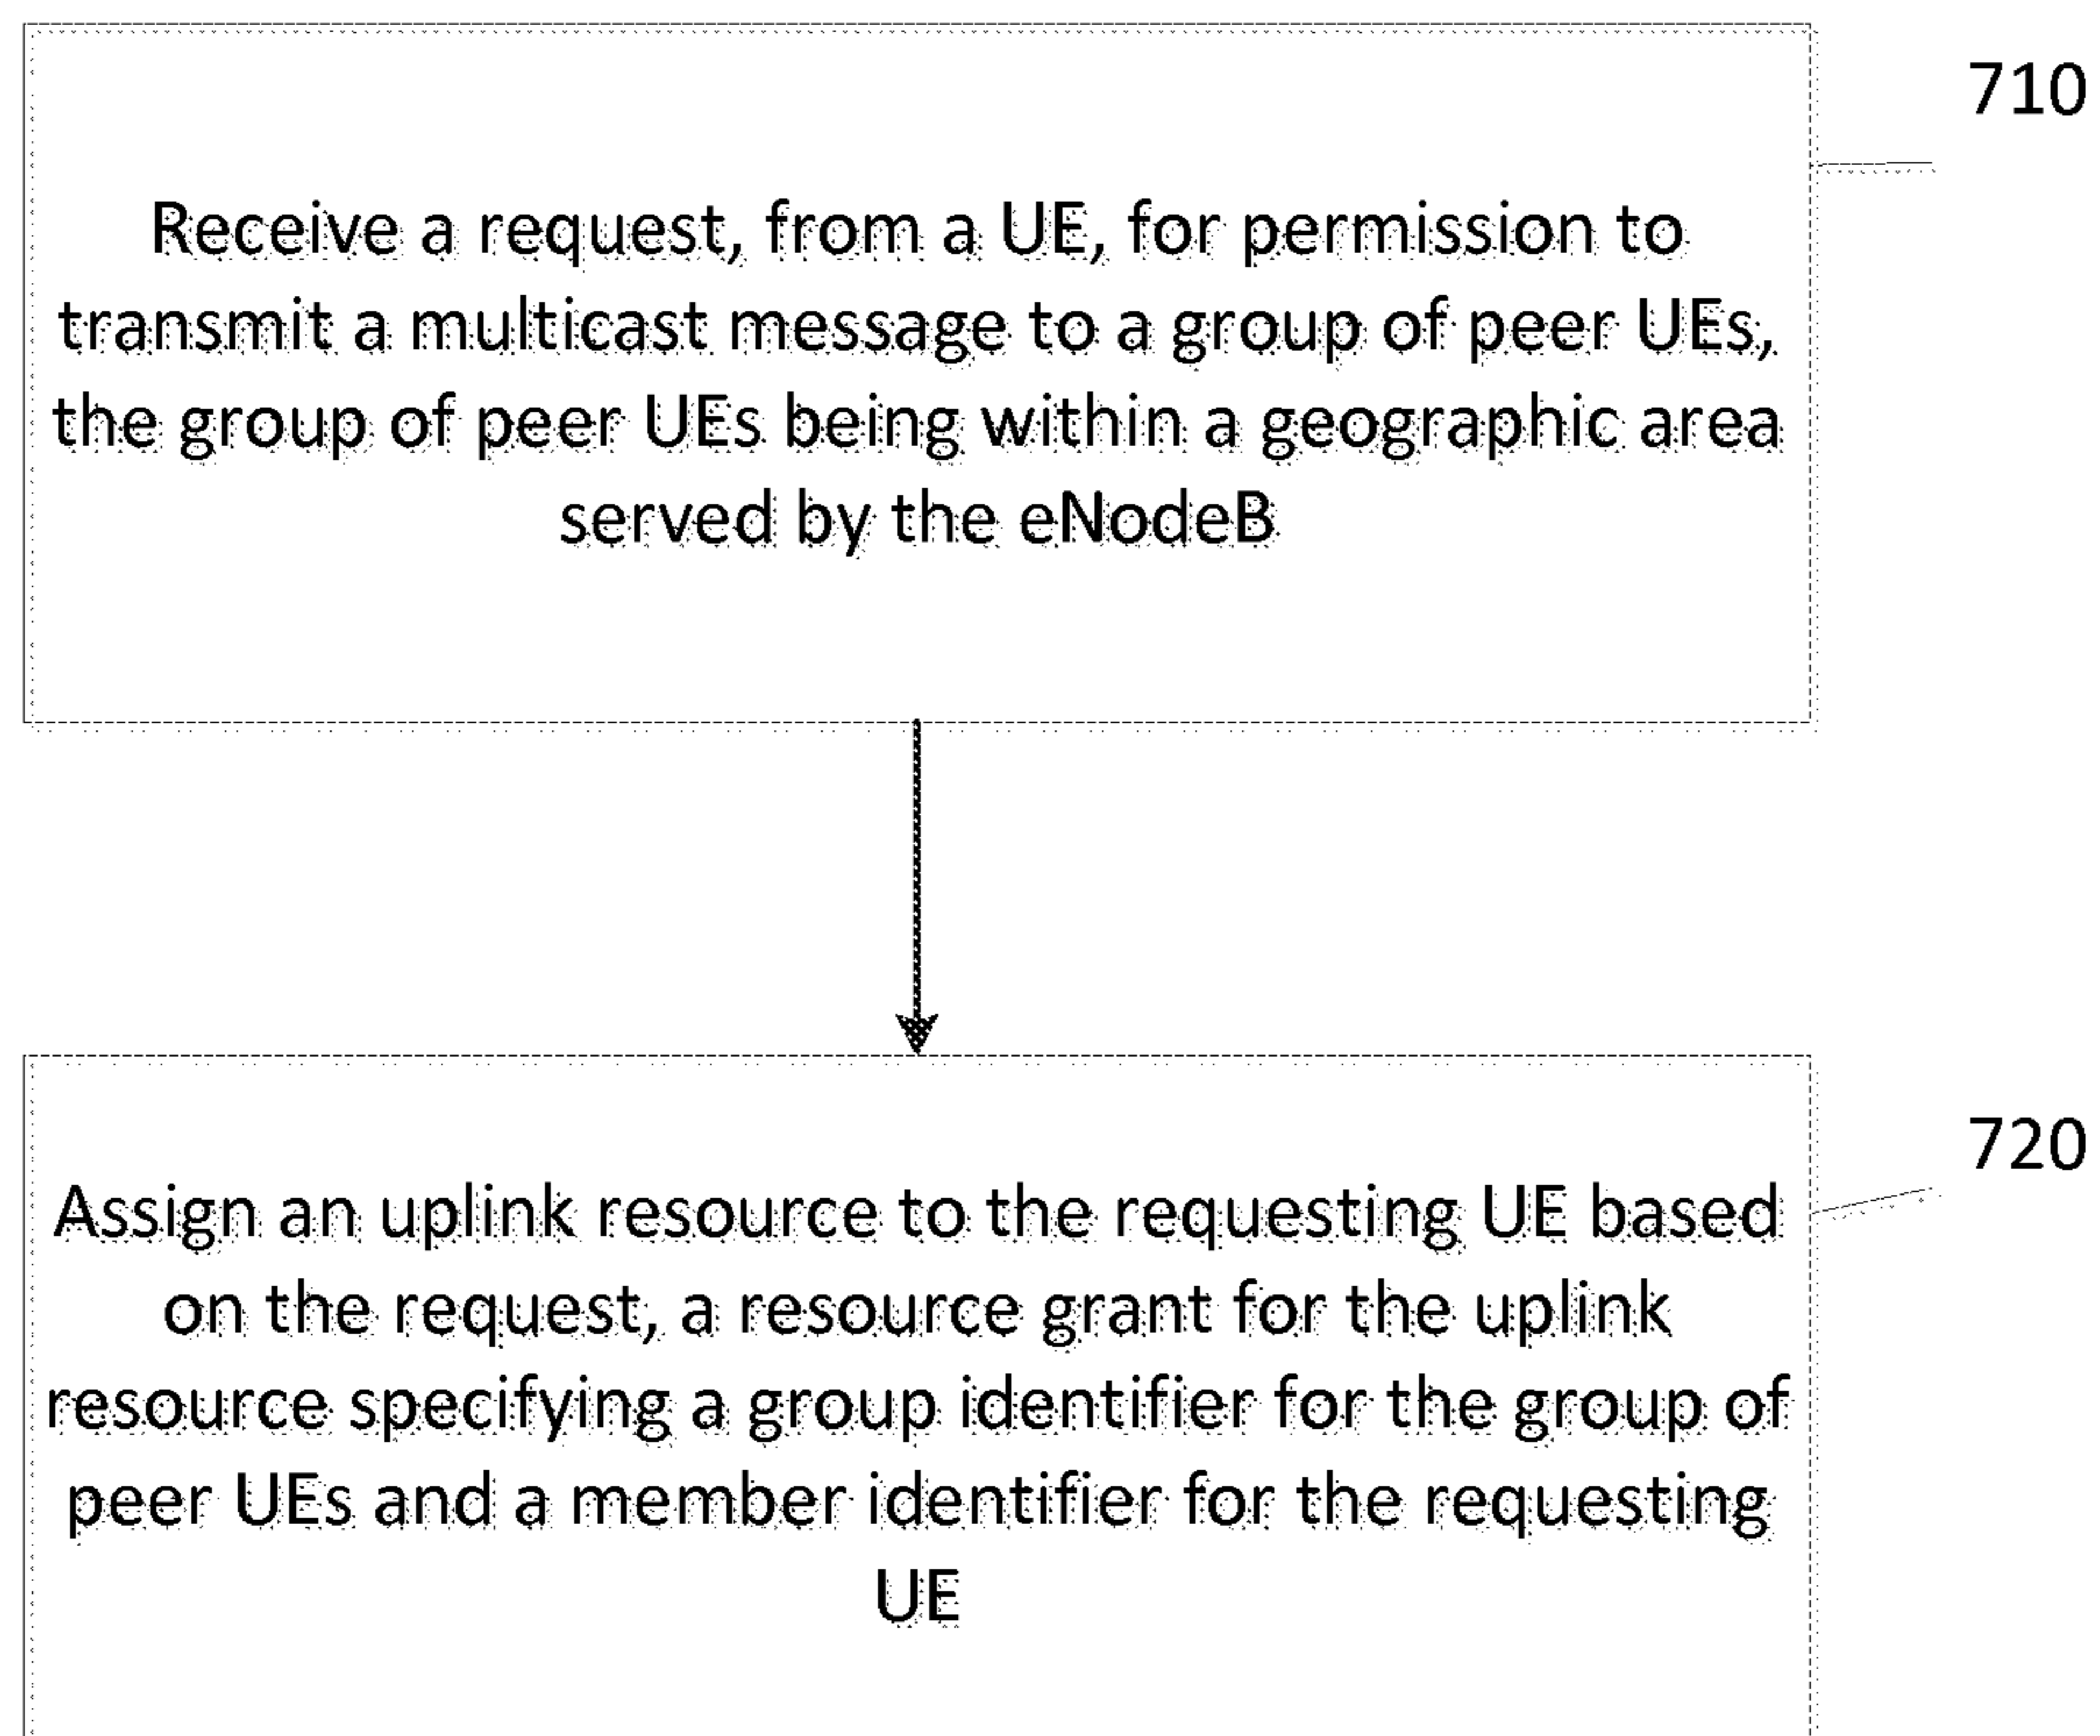 710
Receive a request, from a UE, for permission to
transmit a multicast message to a group of peer UEs,
the group of peer UEs being within a geographic area
served by the eNodeB
720
Assign an uplink resource to the requesting UE based
on the request, a resource grant for the uplink
resource specifying a group identifier for the group of
peer UEs and a member identifier for the requesting
UE